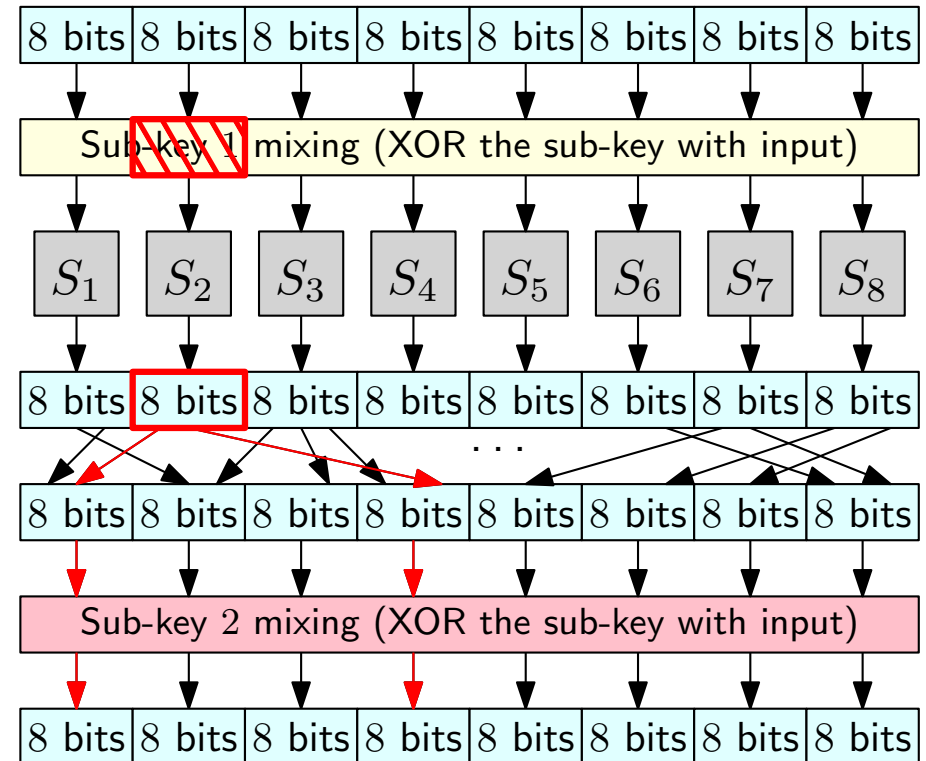 8 bits 8 bits 8 bits 8 bits 8 bits 8 bits 8 bits 8 bits
Sub-key 1 mixing (XOR the sub-key with input)
S₁ S₂ S₃ S₄ S₅ S₆ S₇ S₈
8 bits 8 bits 8 bits 8 bits 8 bits 8 bits 8 bits 8 bits
...
8 bits 8 bits 8 bits 8 bits 8 bits 8 bits 8 bits 8 bits
Sub-key 2 mixing (XOR the sub-key with input)
8 bits 8 bits 8 bits 8 bits 8 bits 8 bits 8 bits 8 bits